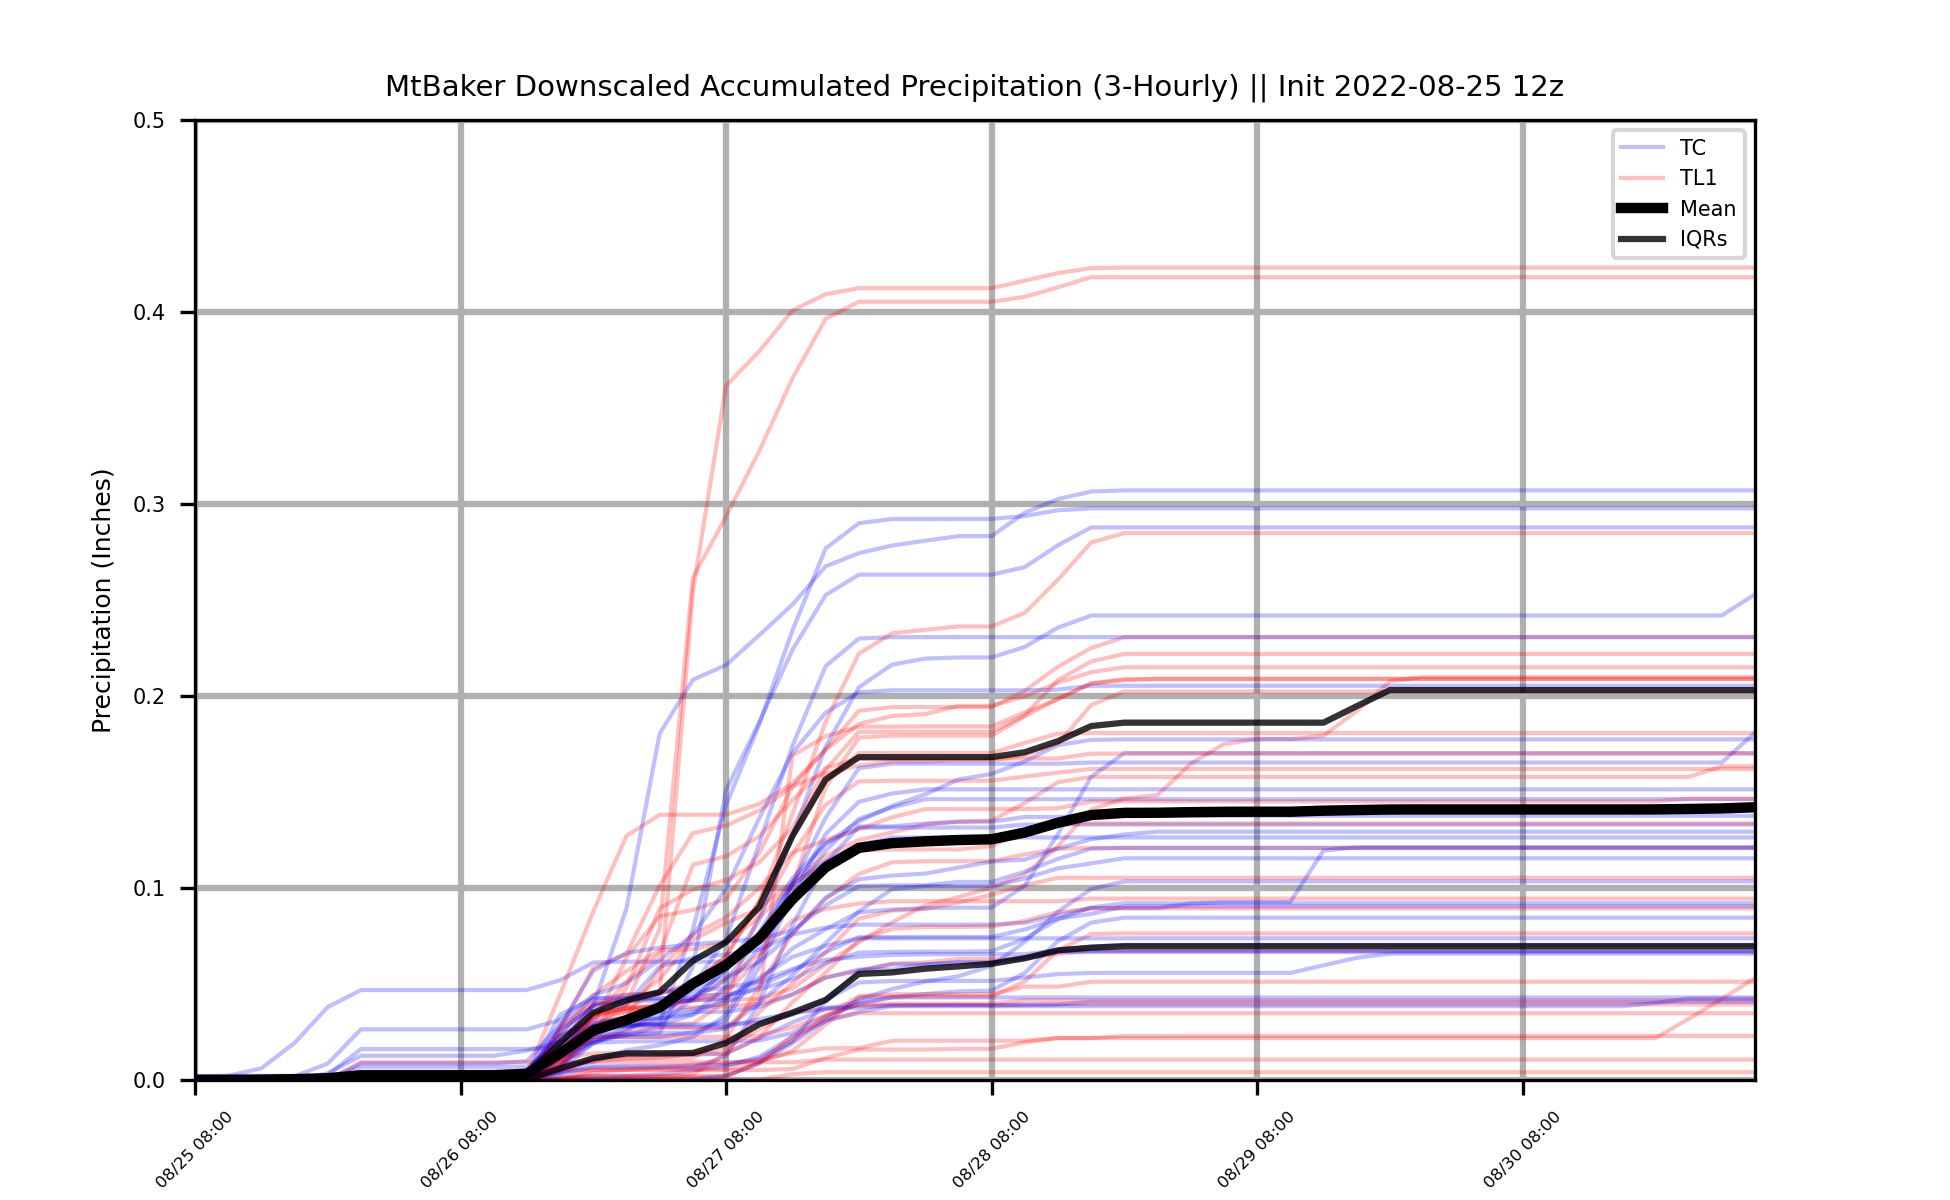 MtBaker Downscaled Accumulated Precipitation (3-Hourly) || Init 2022-08-25 12z
0.5
0.4
0.3
0.2
0.1
0.0
Precipitation (Inches)
TC
TL1
Mean
IQRs
08/25 08:00
08/26 08:00
08/27 08:00
08/28 08:00
08/29 08:00
08/30 08:00